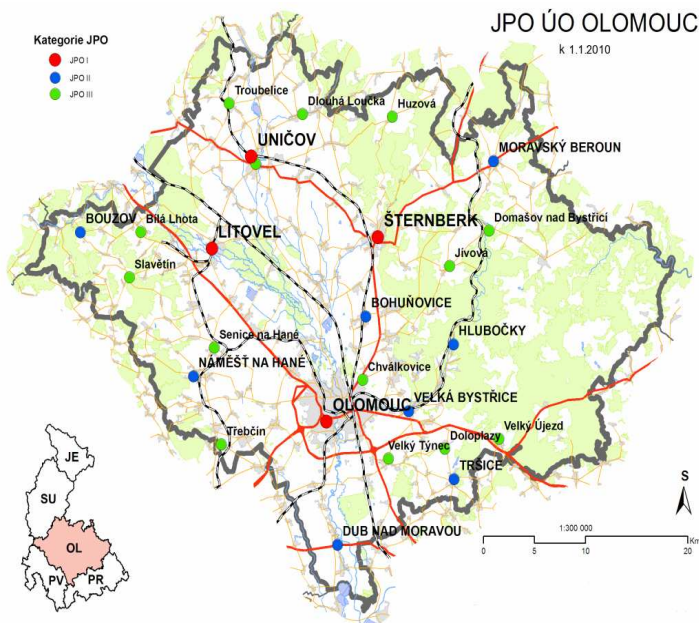 JPO ÚO OLOMOUC
k 1.1.2010
Kategorie JPO
JPO I
JPO II
JPO III
Troubelice
Dlouhá Loučka
Huzová
UNIČOV
MORAVSKÝ BEROUN
BOUZOV
Bílá Lhota
LITOVEL
ŠTERNBERK
Domašov nad Bystřicí
Slavětín
Jívová
BOHUŇOVICE
Senice na Hané
HLUBOČKY
NÁMĚŠŤ NA HANÉ
Chválkovice
OLOMOUC
VELKÁ BYSTŘICE
Třebčín
Velký Týnec
Doloplazy
Velký Újezd
TRŠICE
DUB NAD MORAVOU
JE
SU
OL
PV
PR
S
1:300 000
0 5 10 20
Km